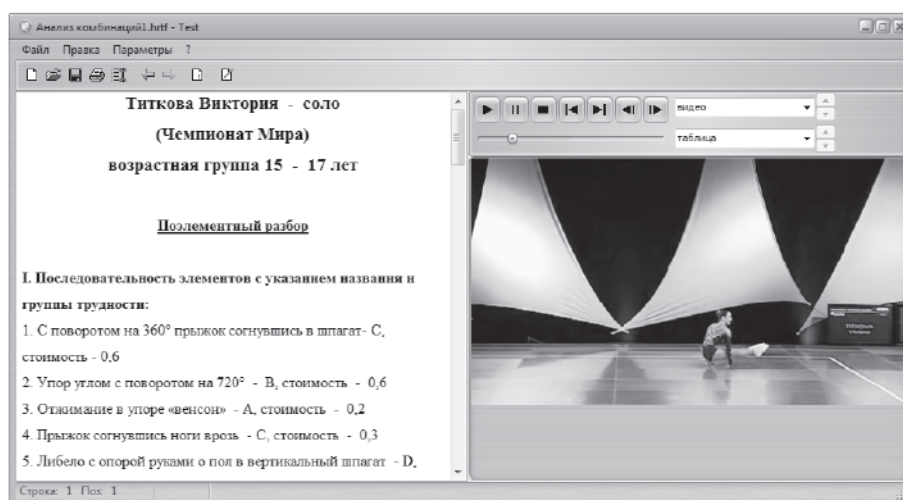 Анализ комбинаций1.hrtf - Test
Файл Правка Параметры ?
Титкова Виктория - соло
(Чемпионат Мира)
возрастная группа 15 - 17 лет
Поэлементный разбор
I. Последовательность элементов с указанием названия и
группы трудности:
1. С поворотом на 360° прыжок согнувшись в шпагат- С,
стоимость - 0,6
2. Упор углом с поворотом на 720° - В, стоимость - 0,6
3. Отжимание в упоре «венсон» - А, стоимость - 0,2
4. Прыжок согнувшись ноги врозь - С, стоимость - 0,3
5. Либело с опорой руками о пол в вертикальный шпагат - D,
видео
таблица
Строка: 1 Поз: 1